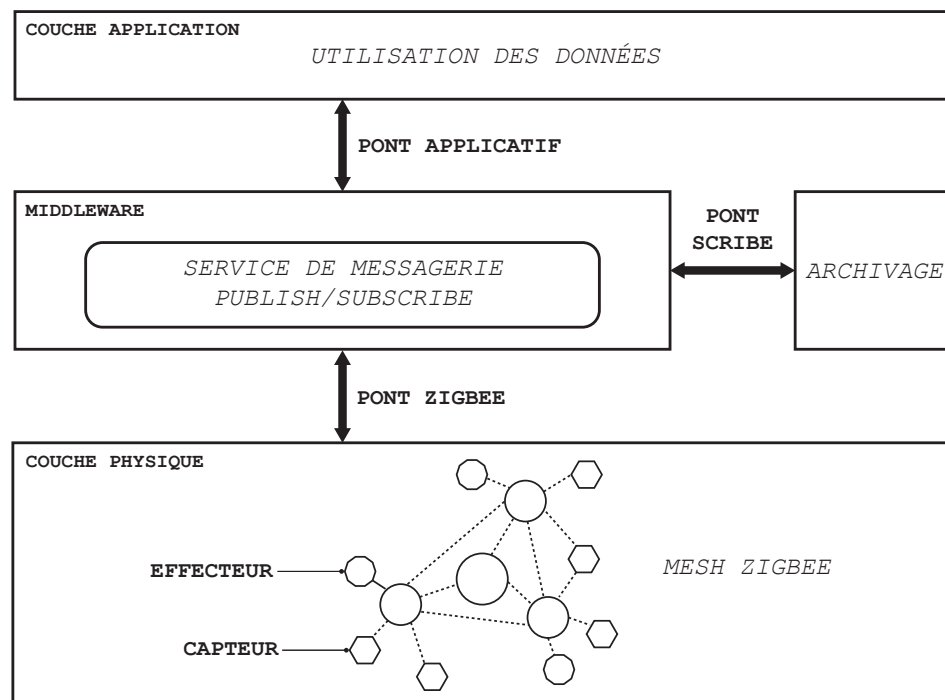 COUCHE APPLICATION
UTILISATION DES DONNÉES
PONT APPLICATIF
MIDDLEWARE
SERVICE DE MESSAGERIE
PUBLISH/SUBSCRIBE
PONT
SCRIBE
ARCHIVAGE
PONT ZIGBEE
COUCHE PHYSIQUE
EFFECTEUR
MESH ZIGBEE
CAPTEUR